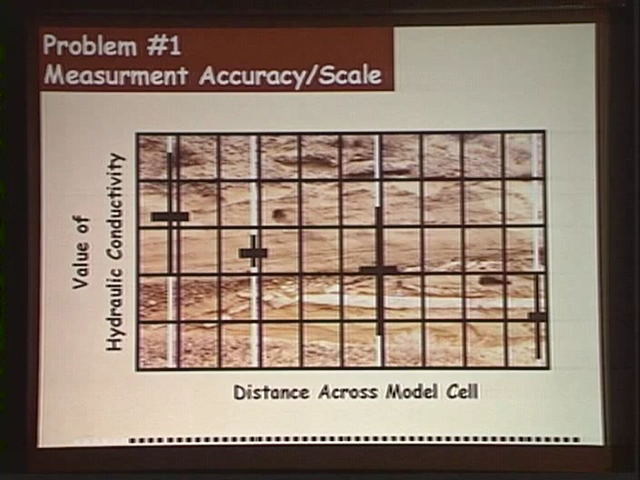 Problem #1
Measurment Accuracy/Scale
Value of
Hydraulic Conductivity
Distance Across Model Cell